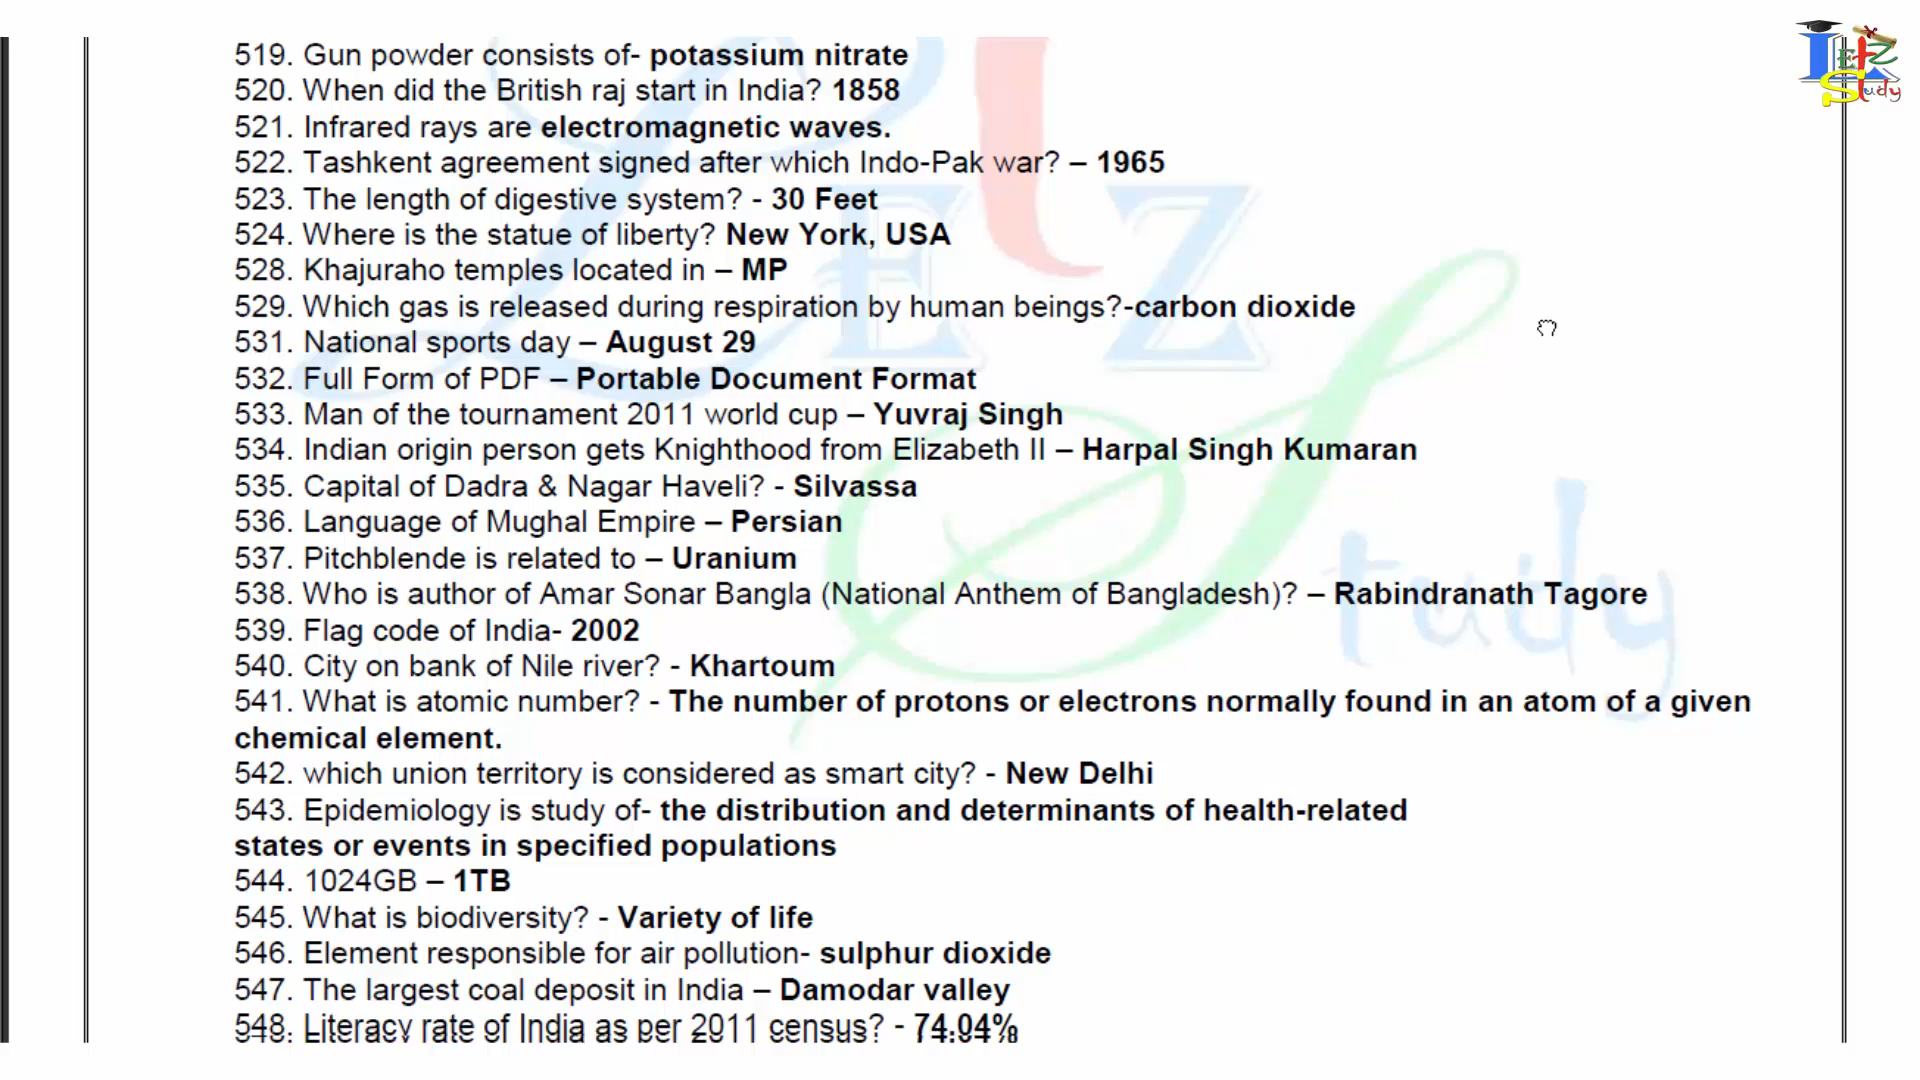 519. Gun powder consists of- potassium nitrate
520. When did the British raj start in India? 1858
521. Infrared rays are electromagnetic waves.
522. Tashkent agreement signed after which Indo-Pak war? – 1965
523. The length of digestive system? - 30 Feet
524. Where is the statue of liberty? New York, USA
528. Khajuraho temples located in – MP
529. Which gas is released during respiration by human beings?-carbon dioxide
531. National sports day – August 29
532. Full Form of PDF – Portable Document Format
533. Man of the tournament 2011 world cup – Yuvraj Singh
534. Indian origin person gets Knighthood from Elizabeth II – Harpal Singh Kumaran
535. Capital of Dadra & Nagar Haveli? - Silvassa
536. Language of Mughal Empire – Persian
537. Pitchblende is related to – Uranium
538. Who is author of Amar Sonar Bangla (National Anthem of Bangladesh)? – Rabindranath Tagore
539. Flag code of India- 2002
540. City on bank of Nile river? - Khartoum
541. What is atomic number? - The number of protons or electrons normally found in an atom of a given
chemical element.
542. which union territory is considered as smart city? - New Delhi
543. Epidemiology is study of- the distribution and determinants of health-related
states or events in specified populations
544. 1024GB – 1TB
545. What is biodiversity? - Variety of life
546. Element responsible for air pollution- sulphur dioxide
547. The largest coal deposit in India – Damodar valley
548. Literacy rate of India as per 2011 census? - 74.04%
LEtZ
Study
LEtZ
Study